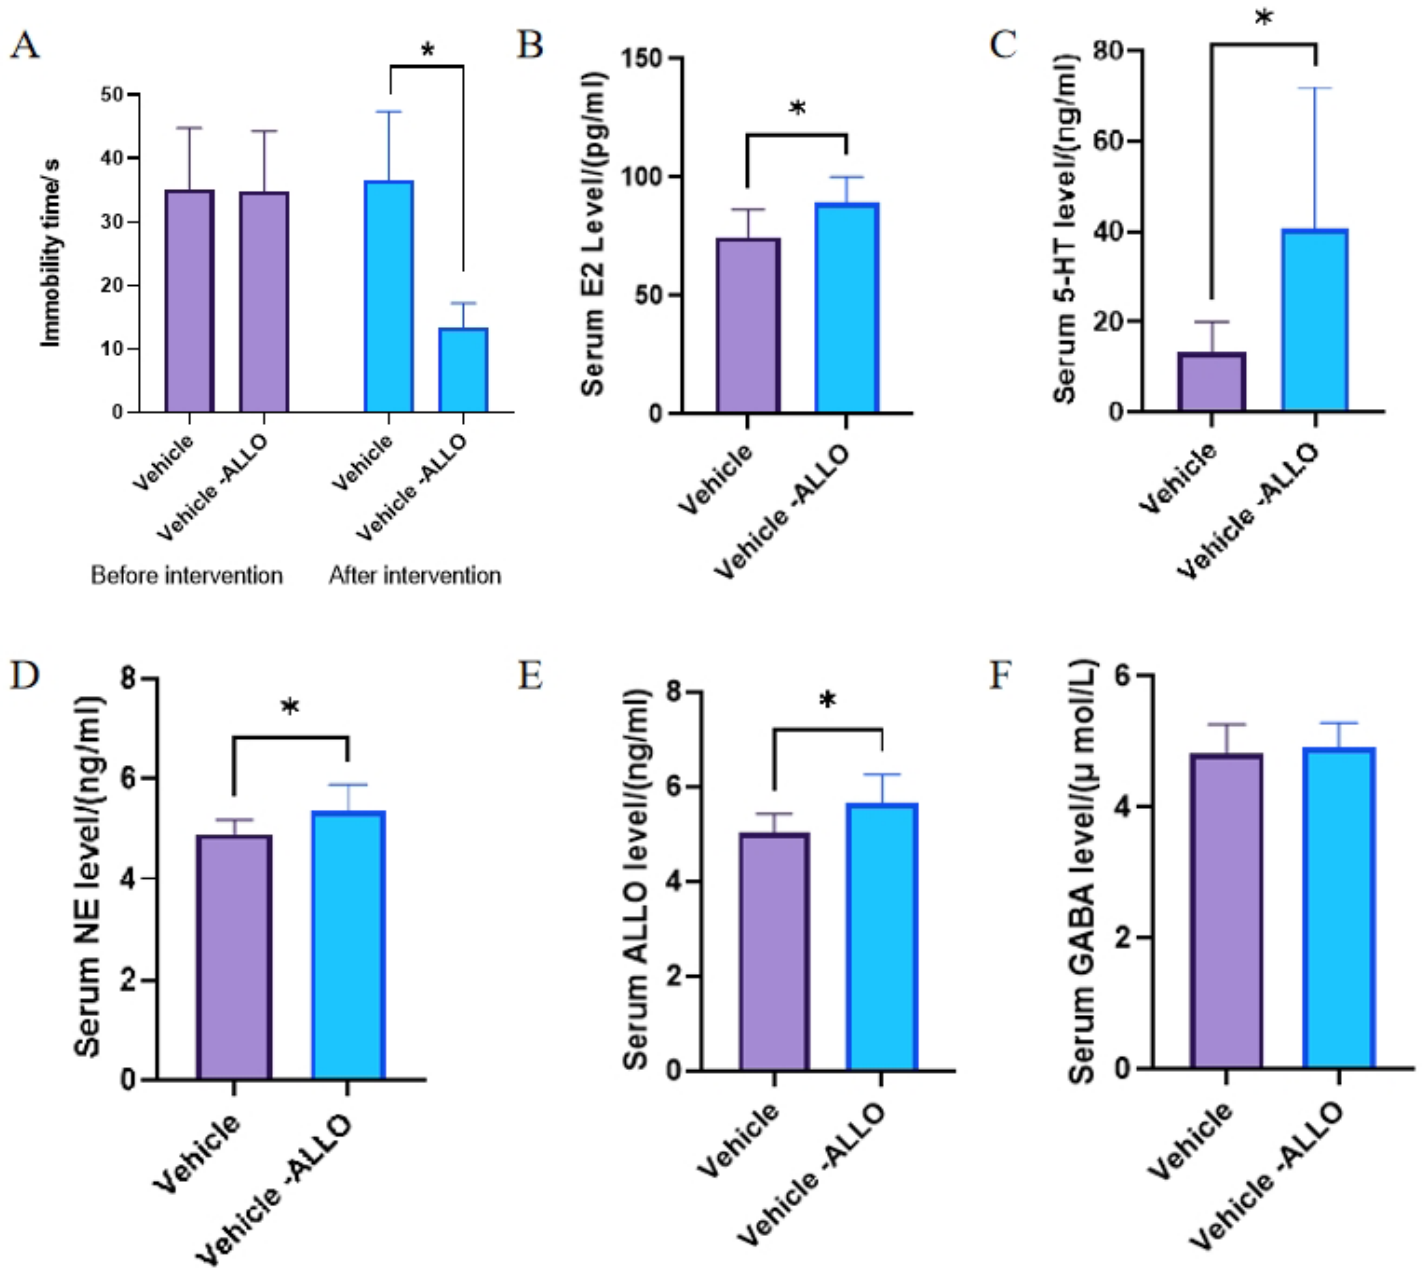 A
Immobility time/ s
50
40
30
20
10
0
*
Vehicle
Vehicle -ALLO
Vehicle
Vehicle -ALLO
Before intervention
After intervention
B
Serum E2 Level/(pg/ml)
150
100
50
0
*
Vehicle
Vehicle -ALLO
C
Serum 5-HT level/(ng/ml)
80
60
40
20
0
*
Vehicle
Vehicle -ALLO
D
Serum NE level/(ng/ml)
8
6
4
2
0
*
Vehicle
Vehicle -ALLO
E
Serum ALLO level/(ng/ml)
8
6
4
2
0
*
Vehicle
Vehicle -ALLO
F
Serum GABA level/(μ mol/L)
6
4
2
0
Vehicle
Vehicle -ALLO